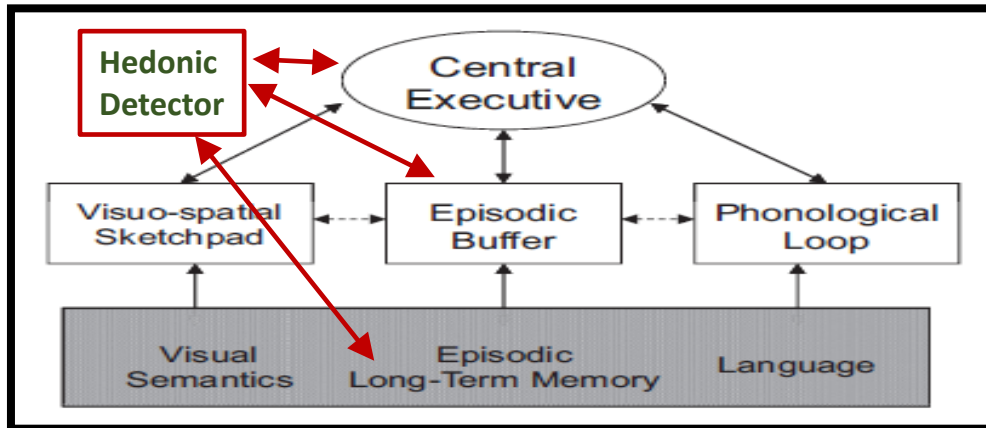 Hedonic
Detector
Central
Executive
Visuo-spatial
Sketchpad
Episodic
Buffer
Phonological
Loop
Visual
Semantics
Episodic
Long-Term Memory
Language